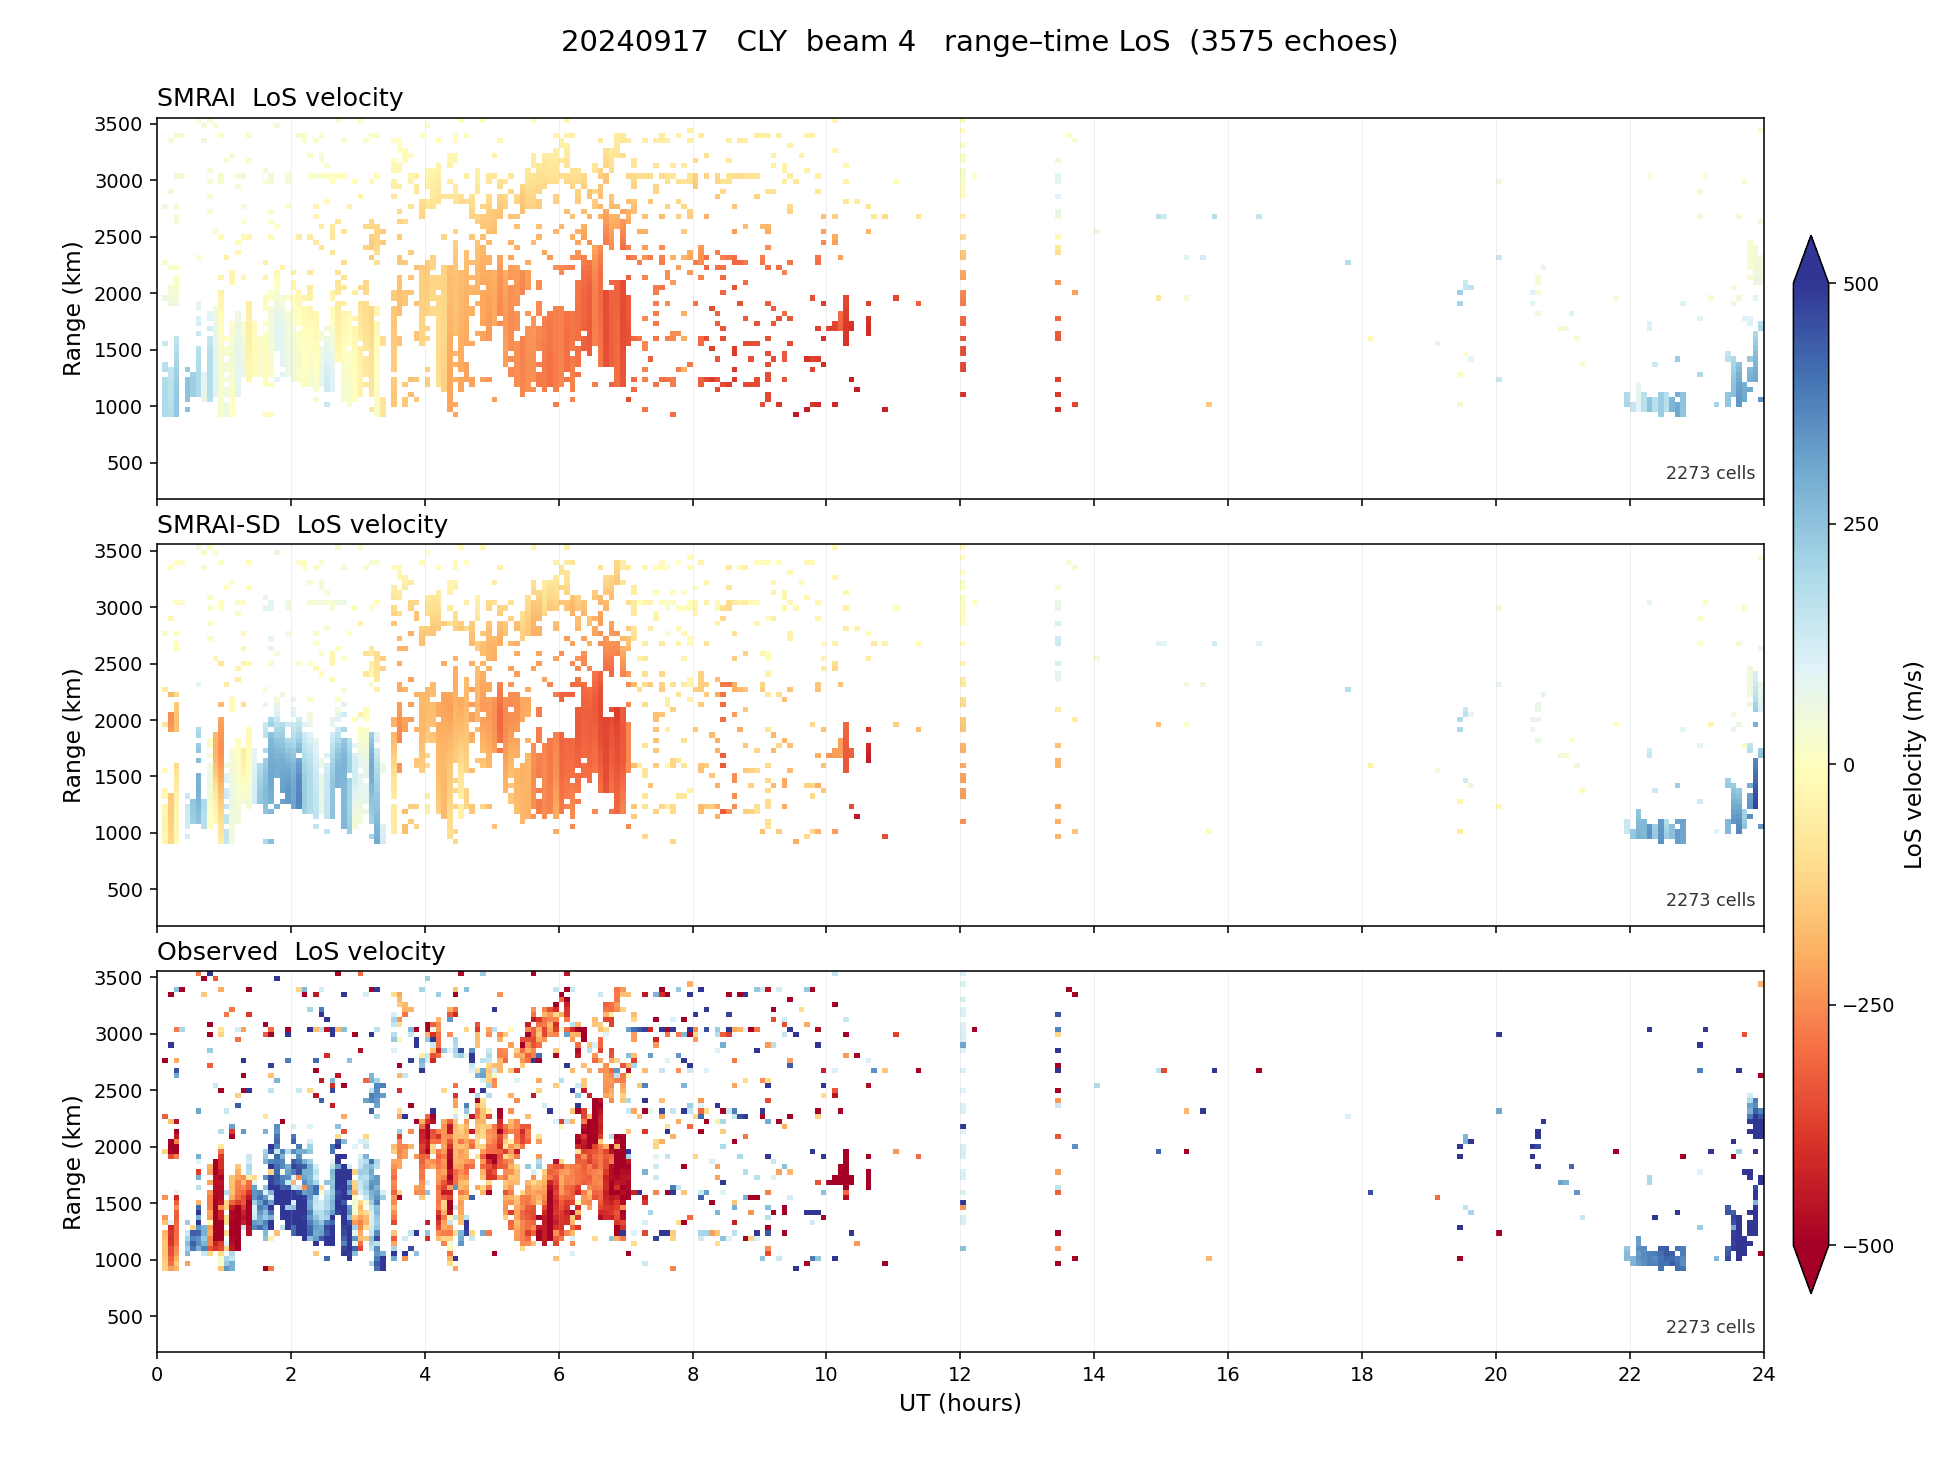 20240917   CLY  beam 4   range–time LoS  (3575 echoes)
SMRAI  LoS velocity
3500
3000
2500
2000
1500
1000
500
Range (km)
2273 cells
SMRAI-SD  LoS velocity
3500
3000
2500
2000
1500
1000
500
Range (km)
2273 cells
Observed  LoS velocity
3500
3000
2500
2000
1500
1000
500
Range (km)
2273 cells
0 2 4 6 8 10 12 14 16 18 20 22 24
UT (hours)
500
250
0
−250
−500
LoS velocity (m/s)